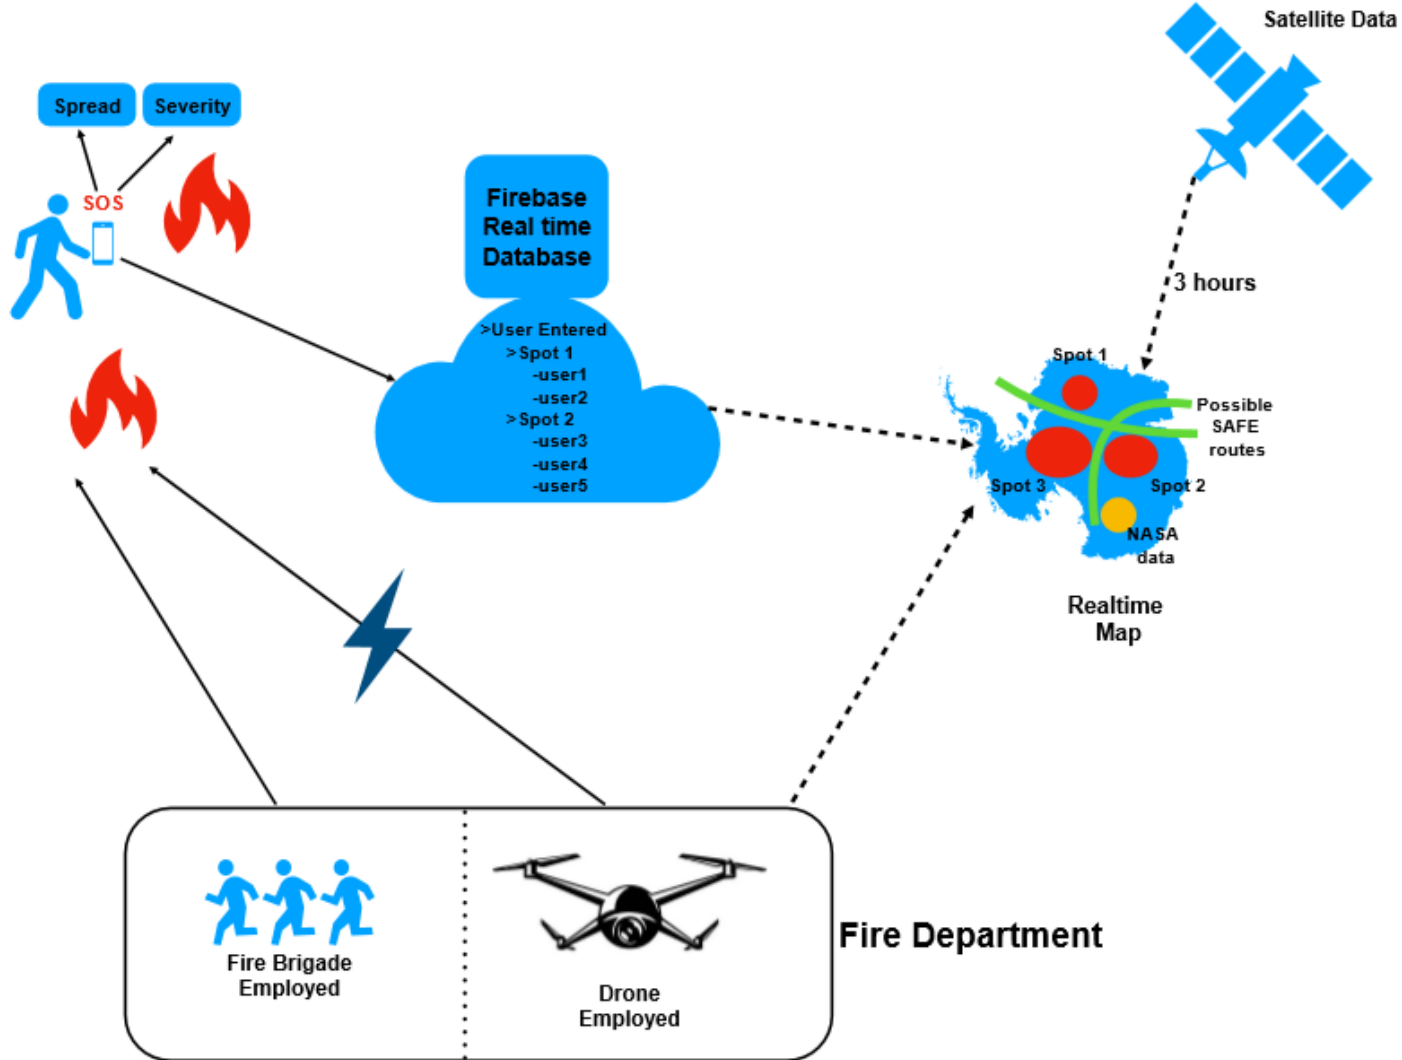 Satellite Data
Spread
Severity
SOS
Firebase
Real time
Database
>User Entered
>Spot 1
-user1
-user2
>Spot 2
-user3
-user4
-user5
3 hours
Spot 1
Possible
SAFE
routes
Spot 3
Spot 2
NASA
data
Realtime
Map
Fire Brigade
Employed
Drone
Employed
Fire Department